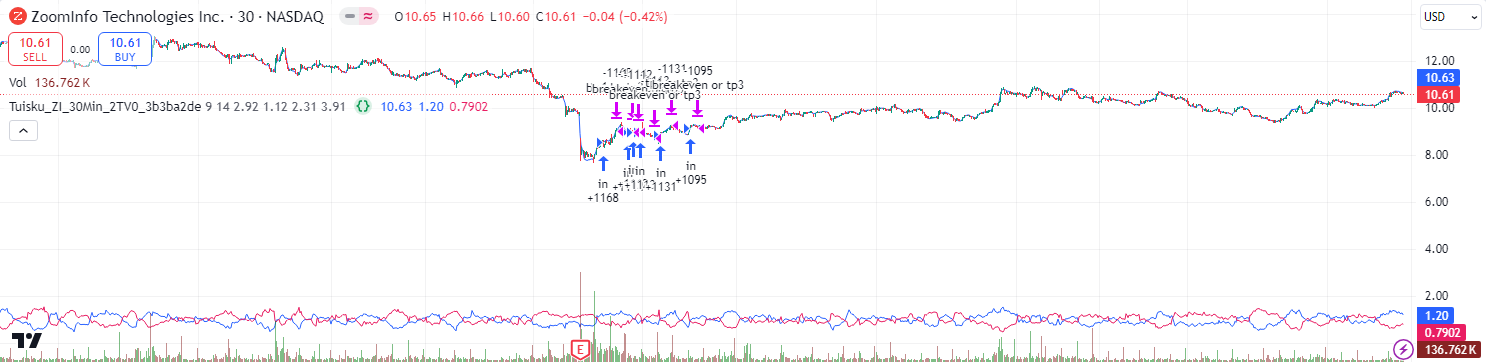 ZoomInfo Technologies Inc. · 30 · NASDAQ O10.65 H10.66 L10.60 C10.61 −0.04 (−0.42%)
USD
10.61 SELL
0.00
10.61 BUY
Vol 136.762 K
Tuisku_ZI_30Min_2TV0_3b3ba2de 9 14 2.92 1.12 2.31 3.91 10.63 1.20 0.7902
-1131
-1095
breakeven or tp3
breakeven or tp3
in
in
in
in
+1168
+1131
+1095
12.00
10.63
10.61
10.00
8.00
6.00
4.00
2.00
1.20
0.7902
136.762 K
E